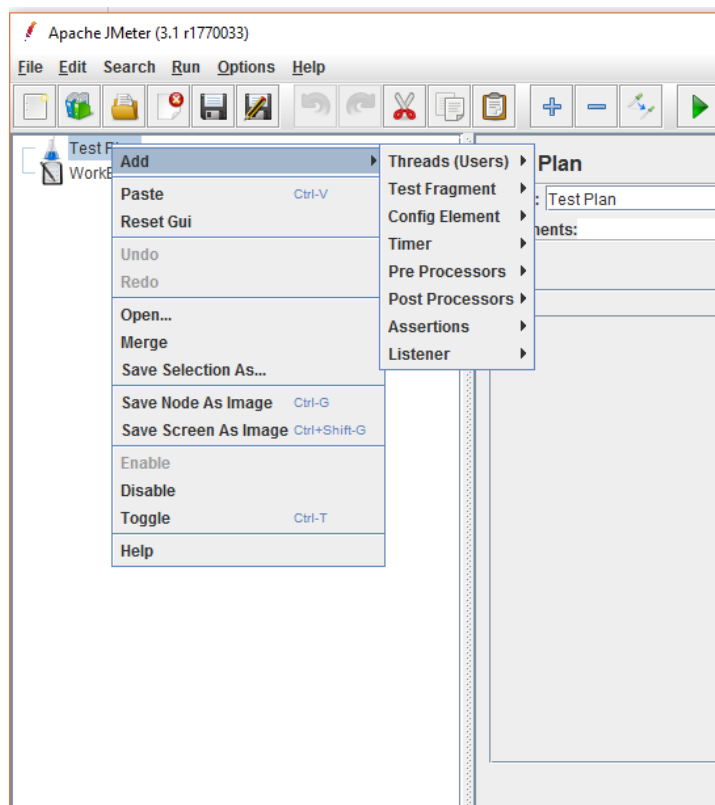 Apache JMeter (3.1 r1770033)
File Edit Search Run Options Help
Test
Add
Paste Ctrl-V
Reset Gui
Undo
Redo
Open...
Merge
Save Selection As...
Save Node As Image Ctrl-G
Save Screen As Image Ctrl+Shift-G
Enable
Disable
Toggle Ctrl-T
Help
Threads (Users)
Test Fragment
Config Element
Timer
Pre Processors
Post Processors
Assertions
Listener
Plan
Test Plan